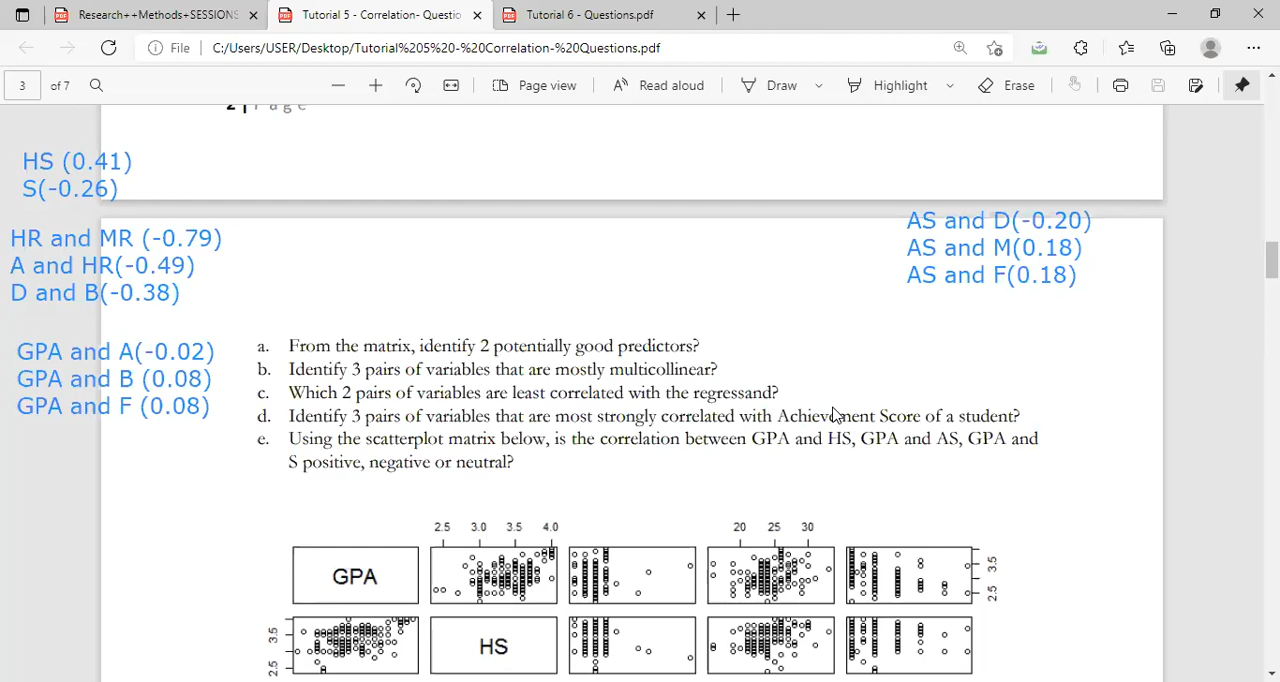 Research++Methods+SESSIONS
Tutorial 5 - Correlation- Questio
Tutorial 6 - Questions.pdf
File
C:/Users/USER/Desktop/Tutorial%205%20-%20Correlation-%20Questions.pdf
3 of 7
Page view
Read aloud
Draw
Highlight
Erase
2 | P a g e
HS (0.41)
S(-0.26)
HR and MR (-0.79)
A and HR(-0.49)
D and B(-0.38)
AS and D(-0.20)
AS and M(0.18)
AS and F(0.18)
GPA and A(-0.02)
GPA and B (0.08)
GPA and F (0.08)
a. From the matrix, identify 2 potentially good predictors?
b. Identify 3 pairs of variables that are mostly multicollinear?
c. Which 2 pairs of variables are least correlated with the regressand?
d. Identify 3 pairs of variables that are most strongly correlated with Achievement Score of a student?
e. Using the scatterplot matrix below, is the correlation between GPA and HS, GPA and AS, GPA and
S positive, negative or neutral?
2.5 3.0 3.5 4.0
20 25 30
GPA
2.5 3.5
HS
2.5 3.5